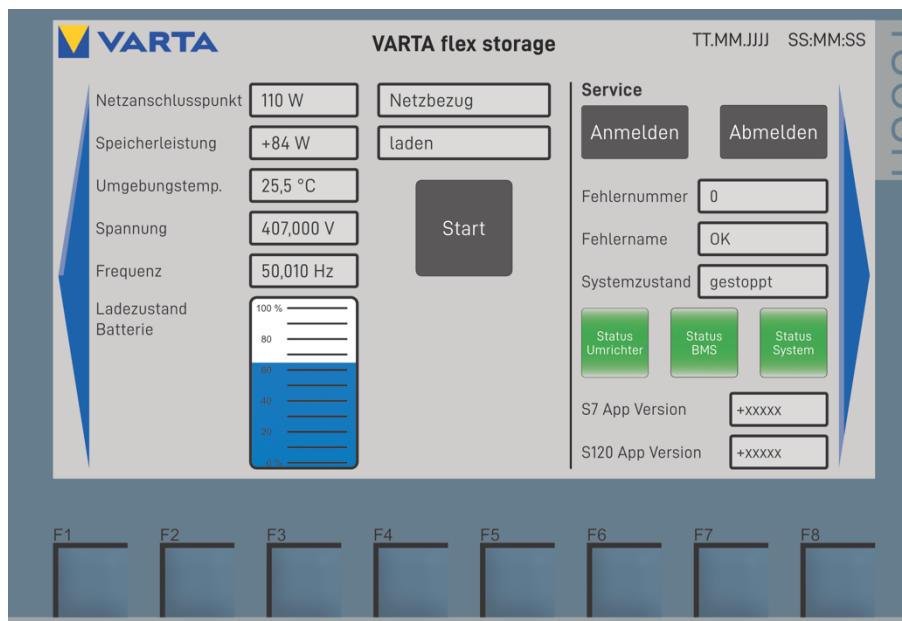 VARTA
VARTA flex storage
TT.MM.JJJJ SS:MM:SS
Netzanschlusspunkt 110 W Netzbezug
Speicherleistung +84 W laden
Umgebungstemp. 25,5 °C
Spannung 407,000 V
Frequenz 50,010 Hz
Start
Ladezustand
Batterie
100 %
80
60
40
20
0 %
Service
Anmelden Abmelden
Fehlernummer 0
Fehlername OK
Systemzustand gestoppt
Status
Umrichter
Status
BMS
Status
System
S7 App Version +xxxxx
S120 App Version +xxxxx
F1 F2 F3 F4 F5 F6 F7 F8